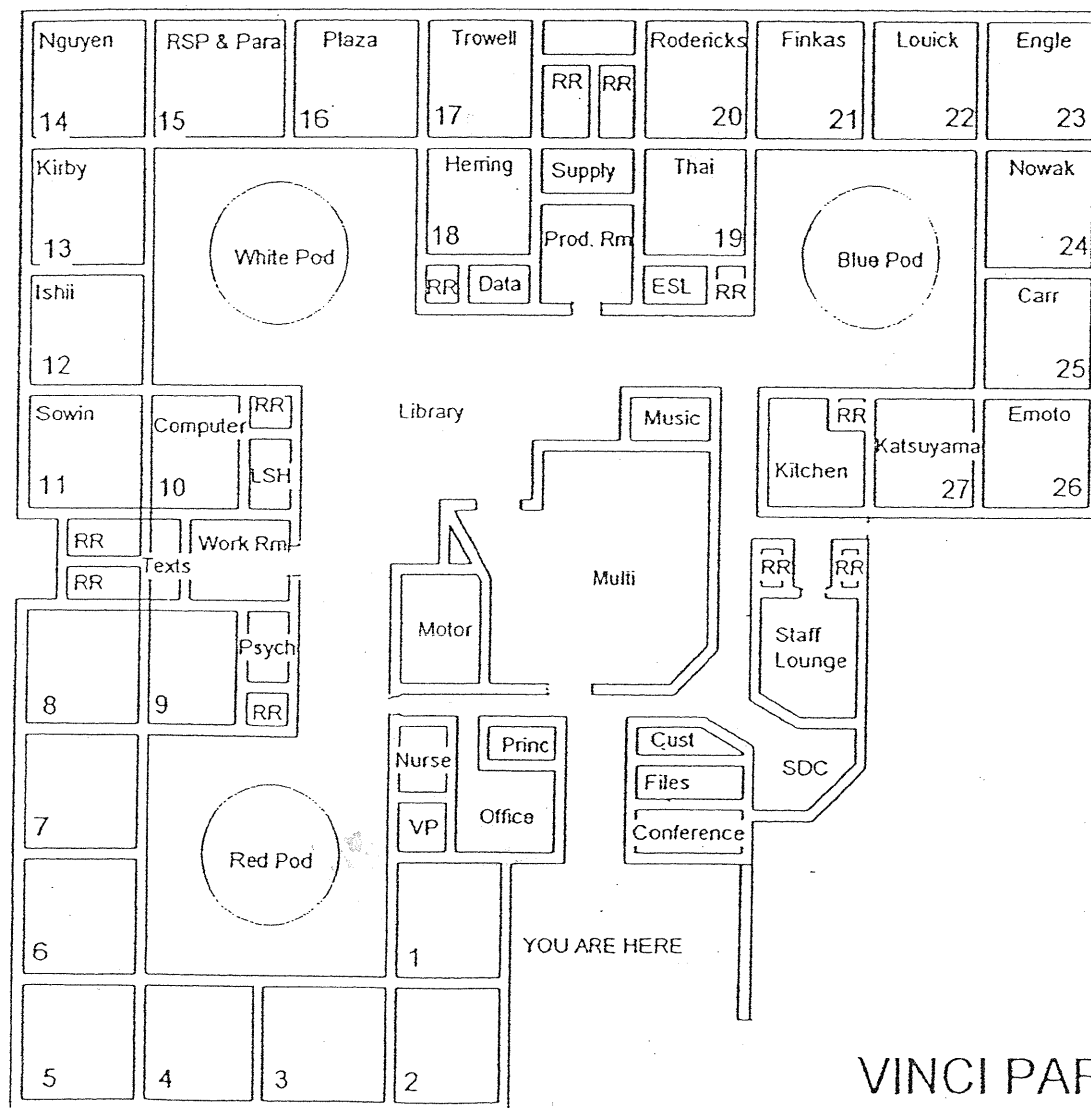 Nguyen
14
RSP & Para
15
Plaza
16
Trowell
17
RR
RR
Rodericks
20
Finkas
21
Louick
22
Engle
23
Kirby
13
White Pod
Herring
18
Supply
Prod. Rm
Thai
19
Blue Pod
Nowak
24
RR
Data
ESL
RR
Ishii
12
Carr
25
Sowin
11
Computer
10
RR
LSH
Library
Music
Kitchen
RR
Katsuyama
27
Emoto
26
RR
RR
Texts
Work Rm
Multi
RR
RR
Motor
Staff
Lounge
8
9
Psych
RR
Nurse
Princ
Cust
SDC
Files
7
VP
Office
Conference
Red Pod
6
1
YOU ARE HERE
5
4
3
2
VINCI PAR